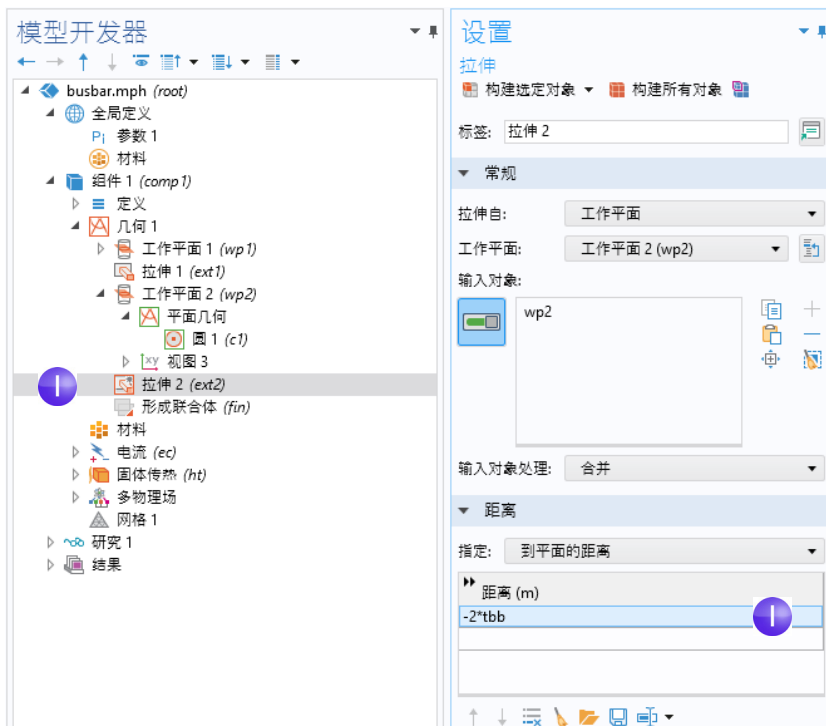 模型开发器
busbar.mph (root)
全局定义
Pi 参数 1
材料
组件 1 (comp1)
定义
几何 1
工作平面 1 (wp1)
拉伸 1 (ext1)
工作平面 2 (wp2)
平面几何
圆 1 (c1)
xy 视图 3
I 拉伸 2 (ext2)
形成联合体 (fin)
材料
电流 (ec)
固体传热 (ht)
多物理场
网格 1
研究 1
结果
设置
拉伸
构建选定对象 构建所有对象
标签: 拉伸 2
常规
拉伸自: 工作平面
工作平面: 工作平面 2 (wp2)
输入对象:
wp2
输入对象处理: 合并
距离
指定: 到平面的距离
距离 (m)
-2*tbb I